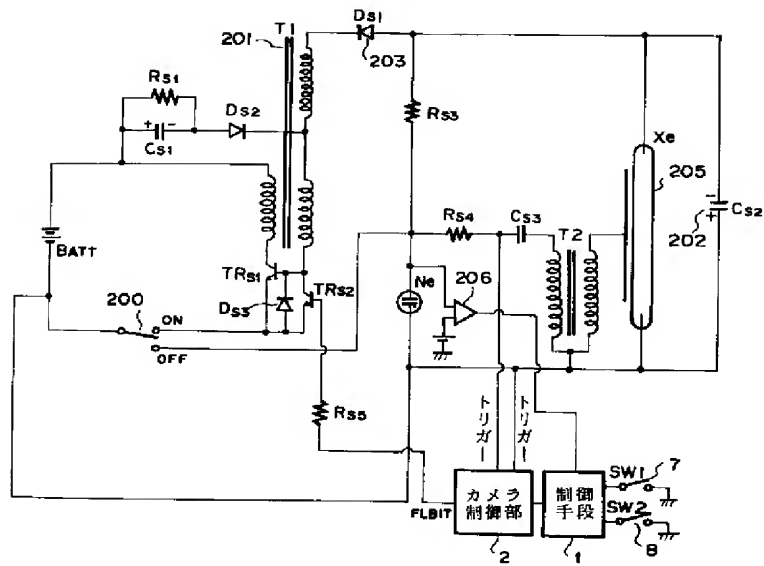 T1
DS1
201
203
RS1
DS2
+ -
CS1
RS3
Xe
205
-
+
202
CS2
RS4
CS3
T2
BATT
TRS1
TRS2
Ne
206
200
ON
OFF
DS3
RS5
トリガー
トリガー
FLBIT
カメラ
制御部
制御
手段
SW1
7
SW2
8
2
1